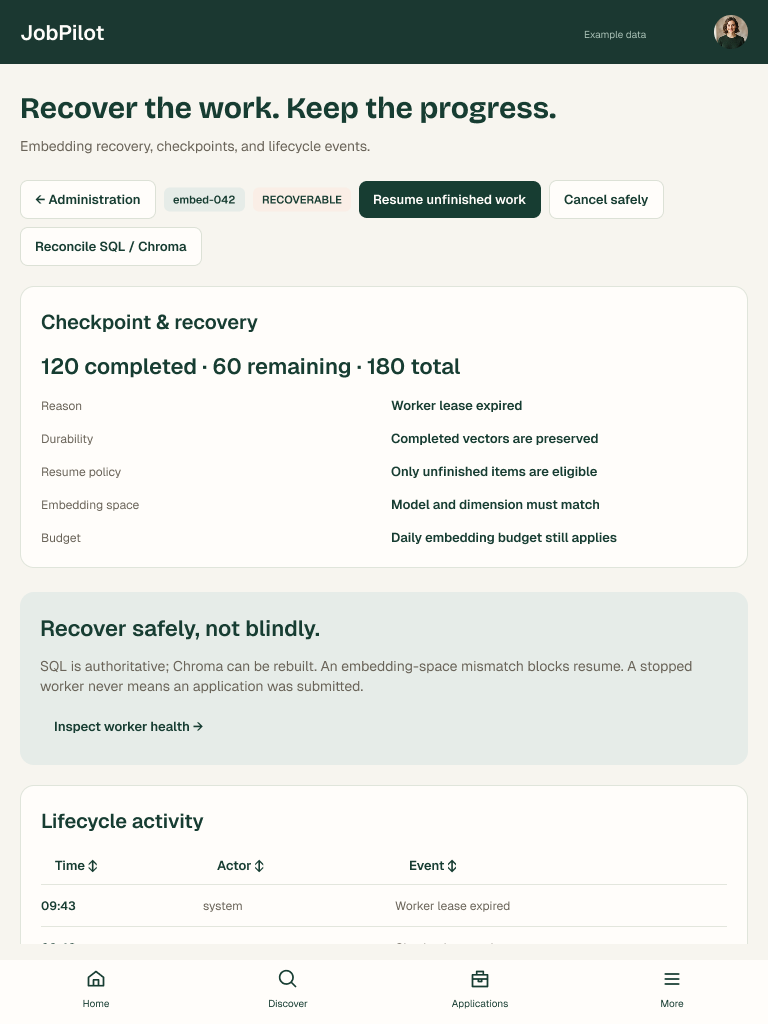 JobPilot
Example data
Recover the work. Keep the progress.
Embedding recovery, checkpoints, and lifecycle events.
← Administration
embed-042
RECOVERABLE
Resume unfinished work
Cancel safely
Reconcile SQL / Chroma
Checkpoint & recovery
120 completed · 60 remaining · 180 total
Reason Worker lease expired
Durability Completed vectors are preserved
Resume policy Only unfinished items are eligible
Embedding space Model and dimension must match
Budget Daily embedding budget still applies
Recover safely, not blindly.
SQL is authoritative; Chroma can be rebuilt. An embedding-space mismatch blocks resume. A stopped
worker never means an application was submitted.
Inspect worker health →
Lifecycle activity
Time ↕ Actor ↕ Event ↕
09:43 system Worker lease expired
Home
Discover
Applications
More